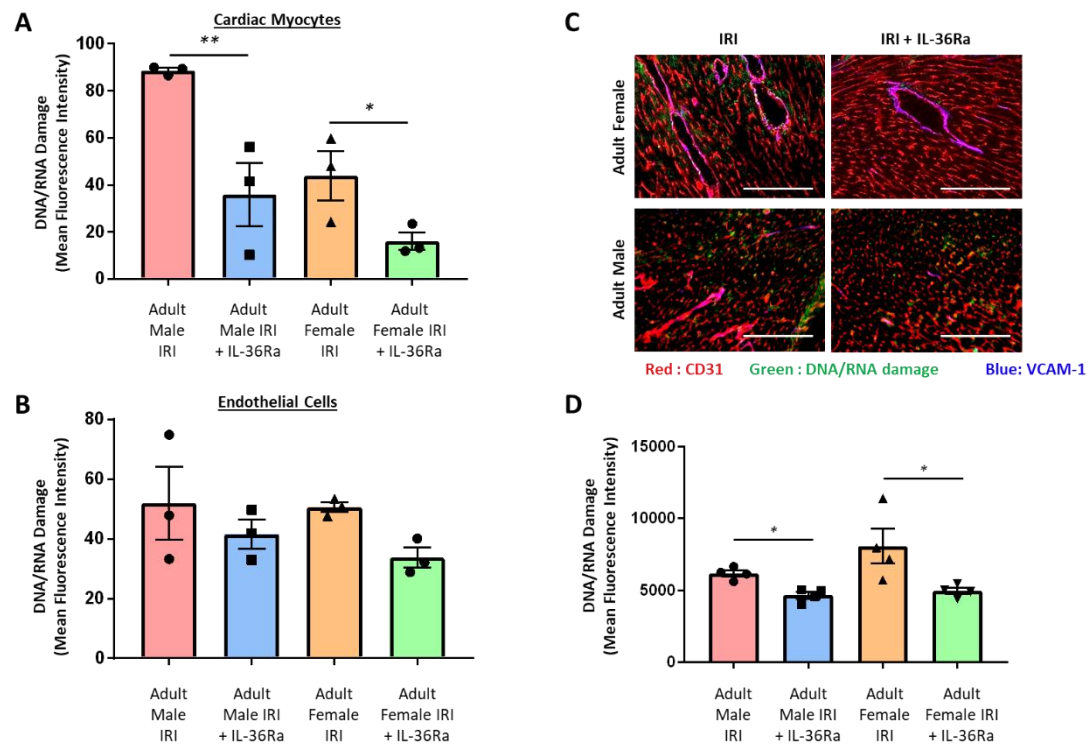 A
Cardiac Myocytes
DNA/RNA Damage
(Mean Fluorescence Intensity)
100
80
60
40
20
0
**
*
Adult
Male
IRI
Adult
Male IRI
+ IL-36Ra
Adult
Female
IRI
Adult
Female IRI
+ IL-36Ra
B
Endothelial Cells
DNA/RNA Damage
(Mean Fluorescence Intensity)
80
60
40
20
0
Adult
Male
IRI
Adult
Male IRI
+ IL-36Ra
Adult
Female
IRI
Adult
Female IRI
+ IL-36Ra
C
IRI
IRI + IL-36Ra
Adult Female
Adult Male
Red : CD31 Green : DNA/RNA damage Blue: VCAM-1
D
DNA/RNA Damage
(Mean Fluorescence Intensity)
15000
10000
5000
0
*
*
Adult
Male
IRI
Adult
Male IRI
+ IL-36Ra
Adult
Female
IRI
Adult
Female IRI
+ IL-36Ra